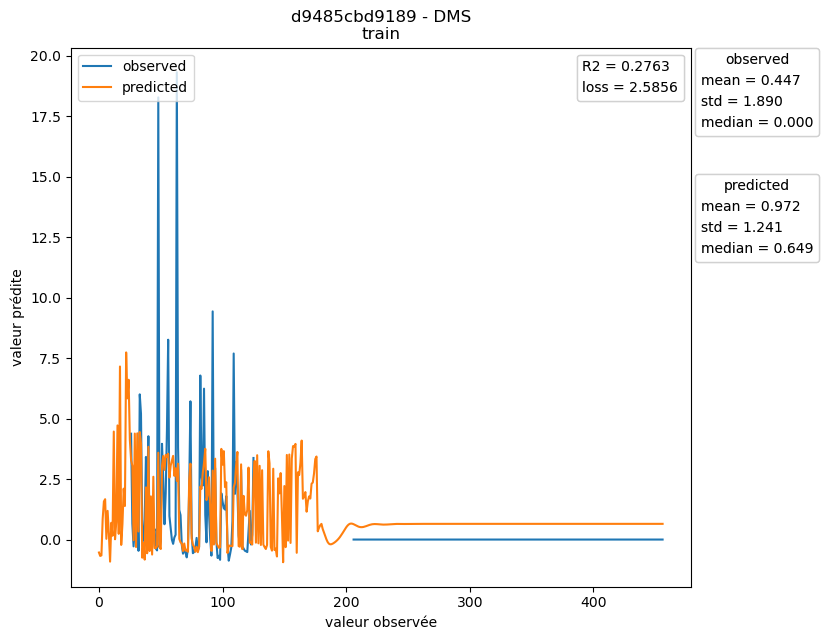 d9485cbd9189 - DMS
train
observed
predicted
R2 = 0.2763
loss = 2.5856
observed
mean = 0.447
std = 1.890
median = 0.000
predicted
mean = 0.972
std = 1.241
median = 0.649
valeur prédite
20.0
17.5
15.0
12.5
10.0
7.5
5.0
2.5
0.0
0
100
200
300
400
valeur observée